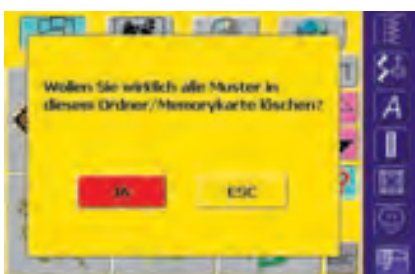 Wollen Sie wirklich alle Muster in
diesem Ordner/Memorykarte löschen?
JA
ESC
A